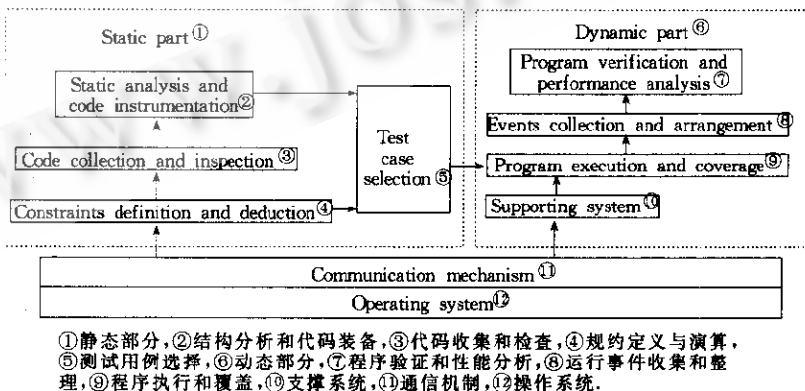 Static part①
Dynamic part⑥
Static analysis and
code instrumentation②
Code collection and inspection③
Constraints definition and deduction④
Test
case
selection⑤
Program verification and
performance analysis⑦
Events collection and arrangement⑧
Program execution and coverage⑨
Supporting system⑩
Communication mechanism⑪
Operating system⑫
①静态部分,②结构分析和代码装备,③代码收集和检查,④规约定义与演算,
⑤测试用例选择,⑥动态部分,⑦程序验证和性能分析,⑧运行事件收集和整
理,⑨程序执行和覆盖,⑩支撑系统,⑪通信机制,⑫操作系统.